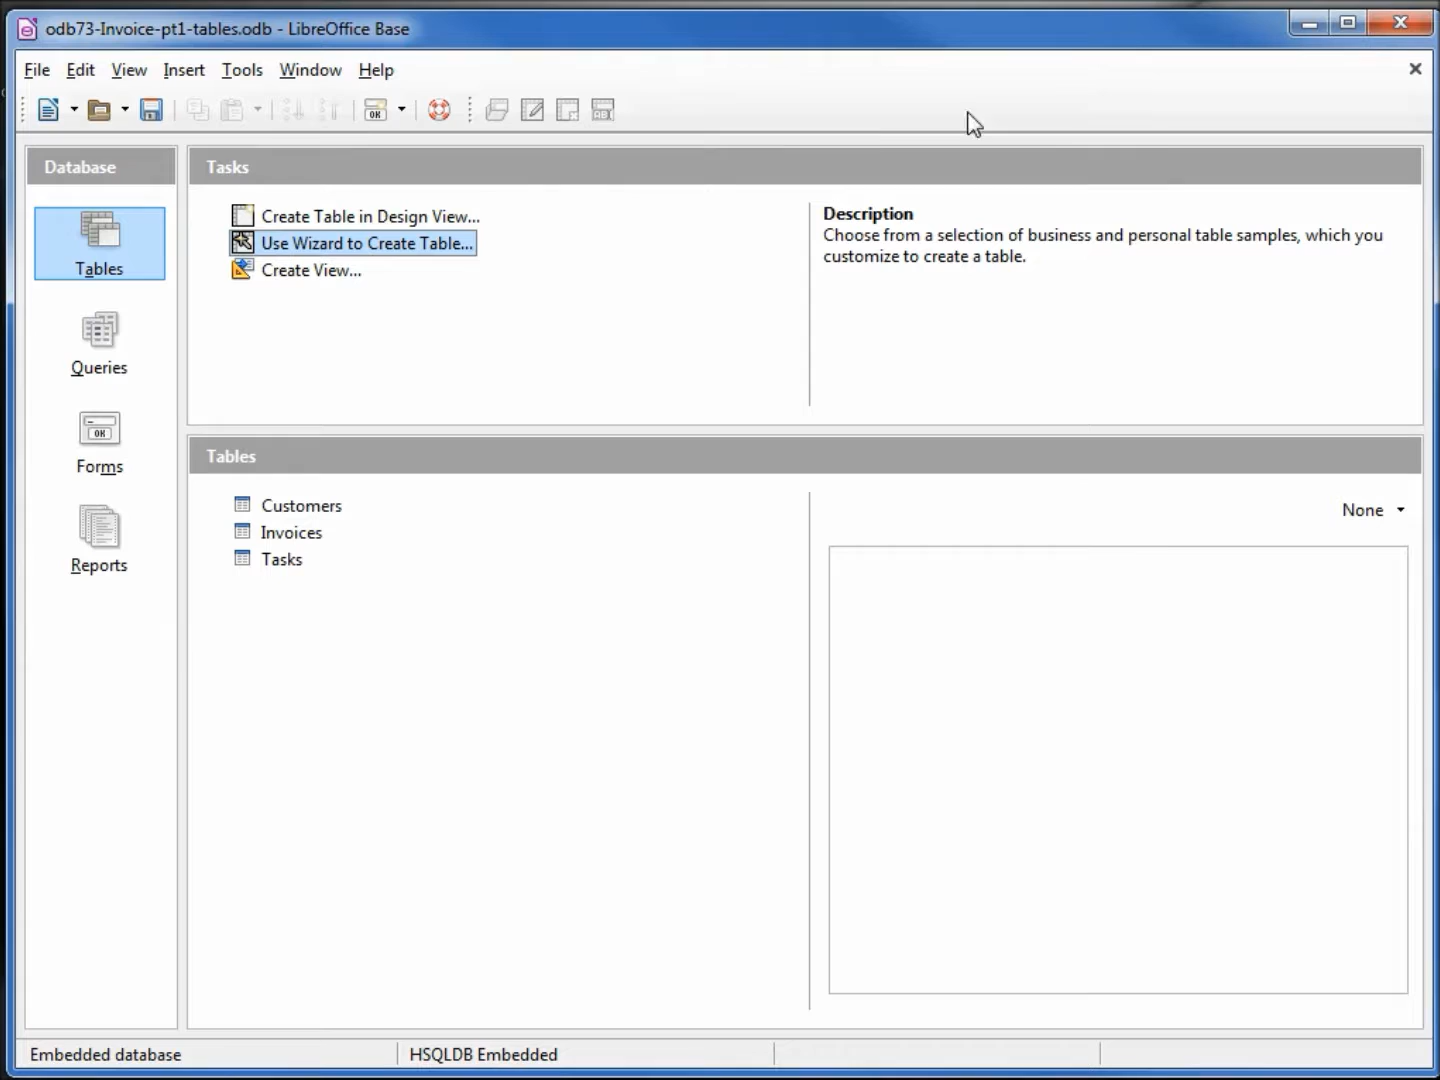 odb73-Invoice-pt1-tables.odb - LibreOffice Base
File Edit View Insert Tools Window Help
Database
Tables
Queries
Forms
Reports
Tasks
Create Table in Design View...
Use Wizard to Create Table...
Create View...
Description
Choose from a selection of business and personal table samples, which you
customize to create a table.
Tables
Customers
Invoices
Tasks
None
Embedded database
HSQLDB Embedded